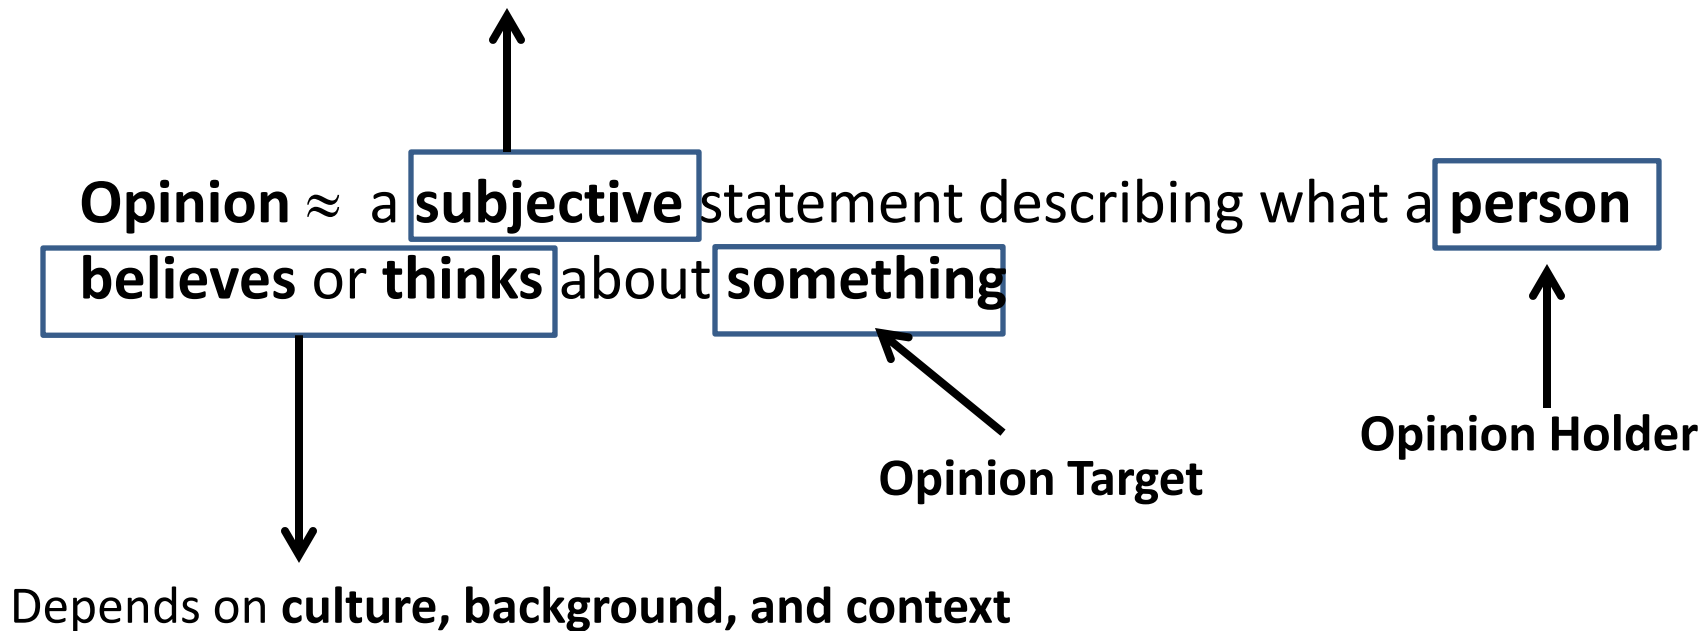 Opinion ≈ a subjective statement describing what a person
believes or thinks about something
Opinion Holder
Opinion Target
Depends on culture, background, and context